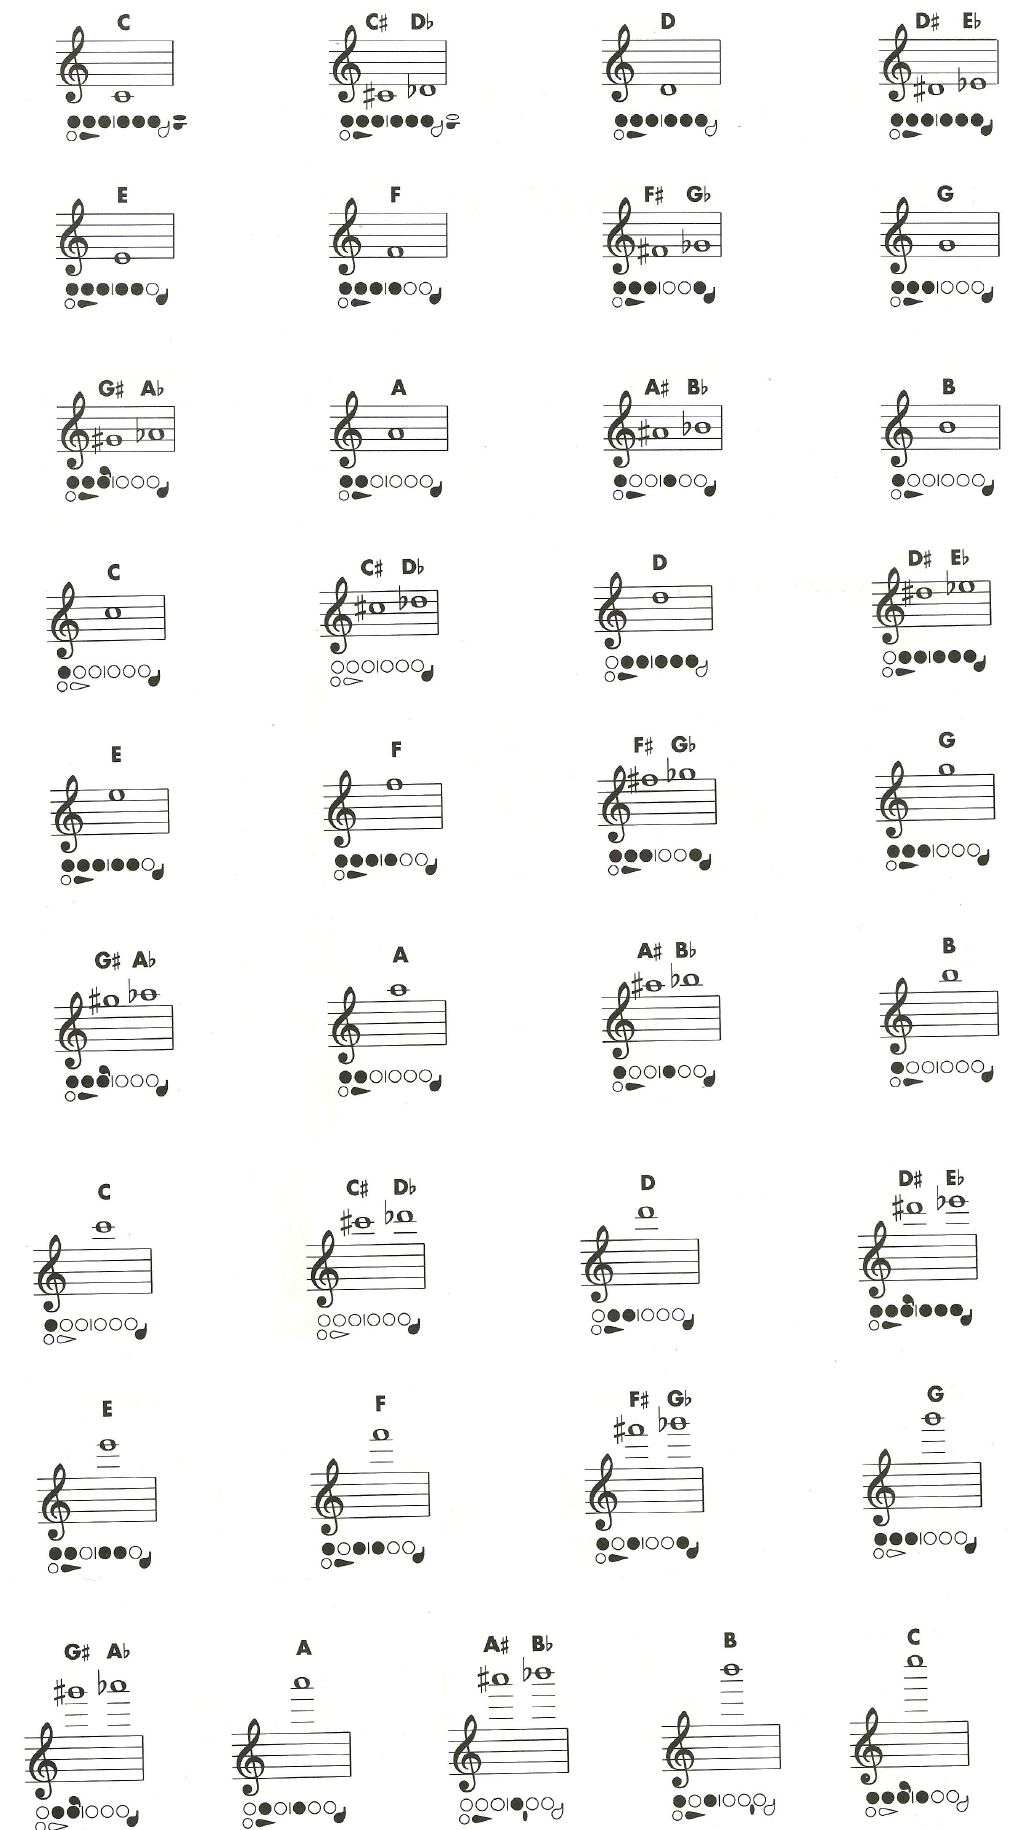 C C♯ D♭ D D♯ E♭
E F F♯ G♭ G
G♯ A♭ A A♯ B♭ B
C C♯ D♭ D D♯ E♭
E F F♯ G♭ G
G♯ A♭ A A♯ B♭ B
C C♯ D♭ D D♯ E♭
E F F♯ G♭ G
G♯ A♭ A A♯ B♭ B C